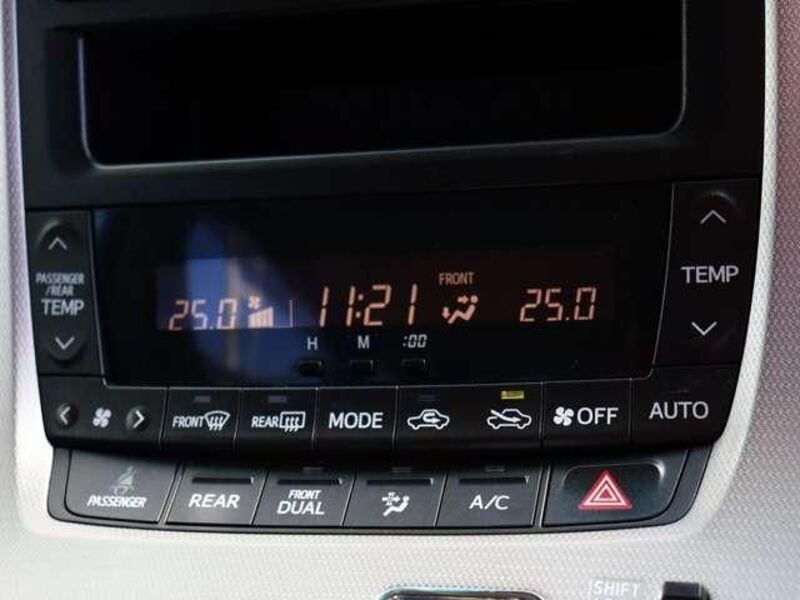 FRONT
PASSENGER
/REAR
TEMP
TEMP
25.0
11:21
25.0
H M :00
FRONT
REAR
MODE
OFF
AUTO
PASSENGER
REAR
FRONT
DUAL
A/C
SHIFT